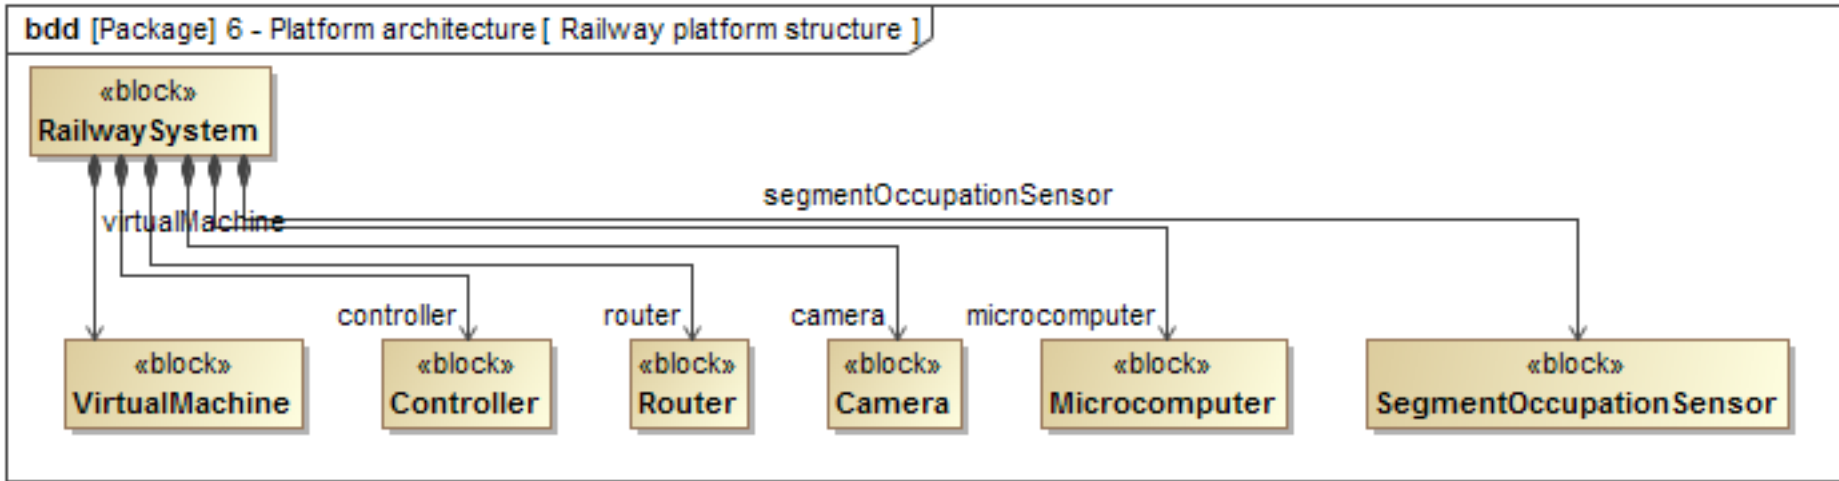 bdd [Package] 6 - Platform architecture [ Railway platform structure ]
«block»
RailwaySystem
segmentOccupationSensor
virtualMachine
controller
router
camera
microcomputer
«block»
VirtualMachine
«block»
Controller
«block»
Router
«block»
Camera
«block»
Microcomputer
«block»
SegmentOccupationSensor